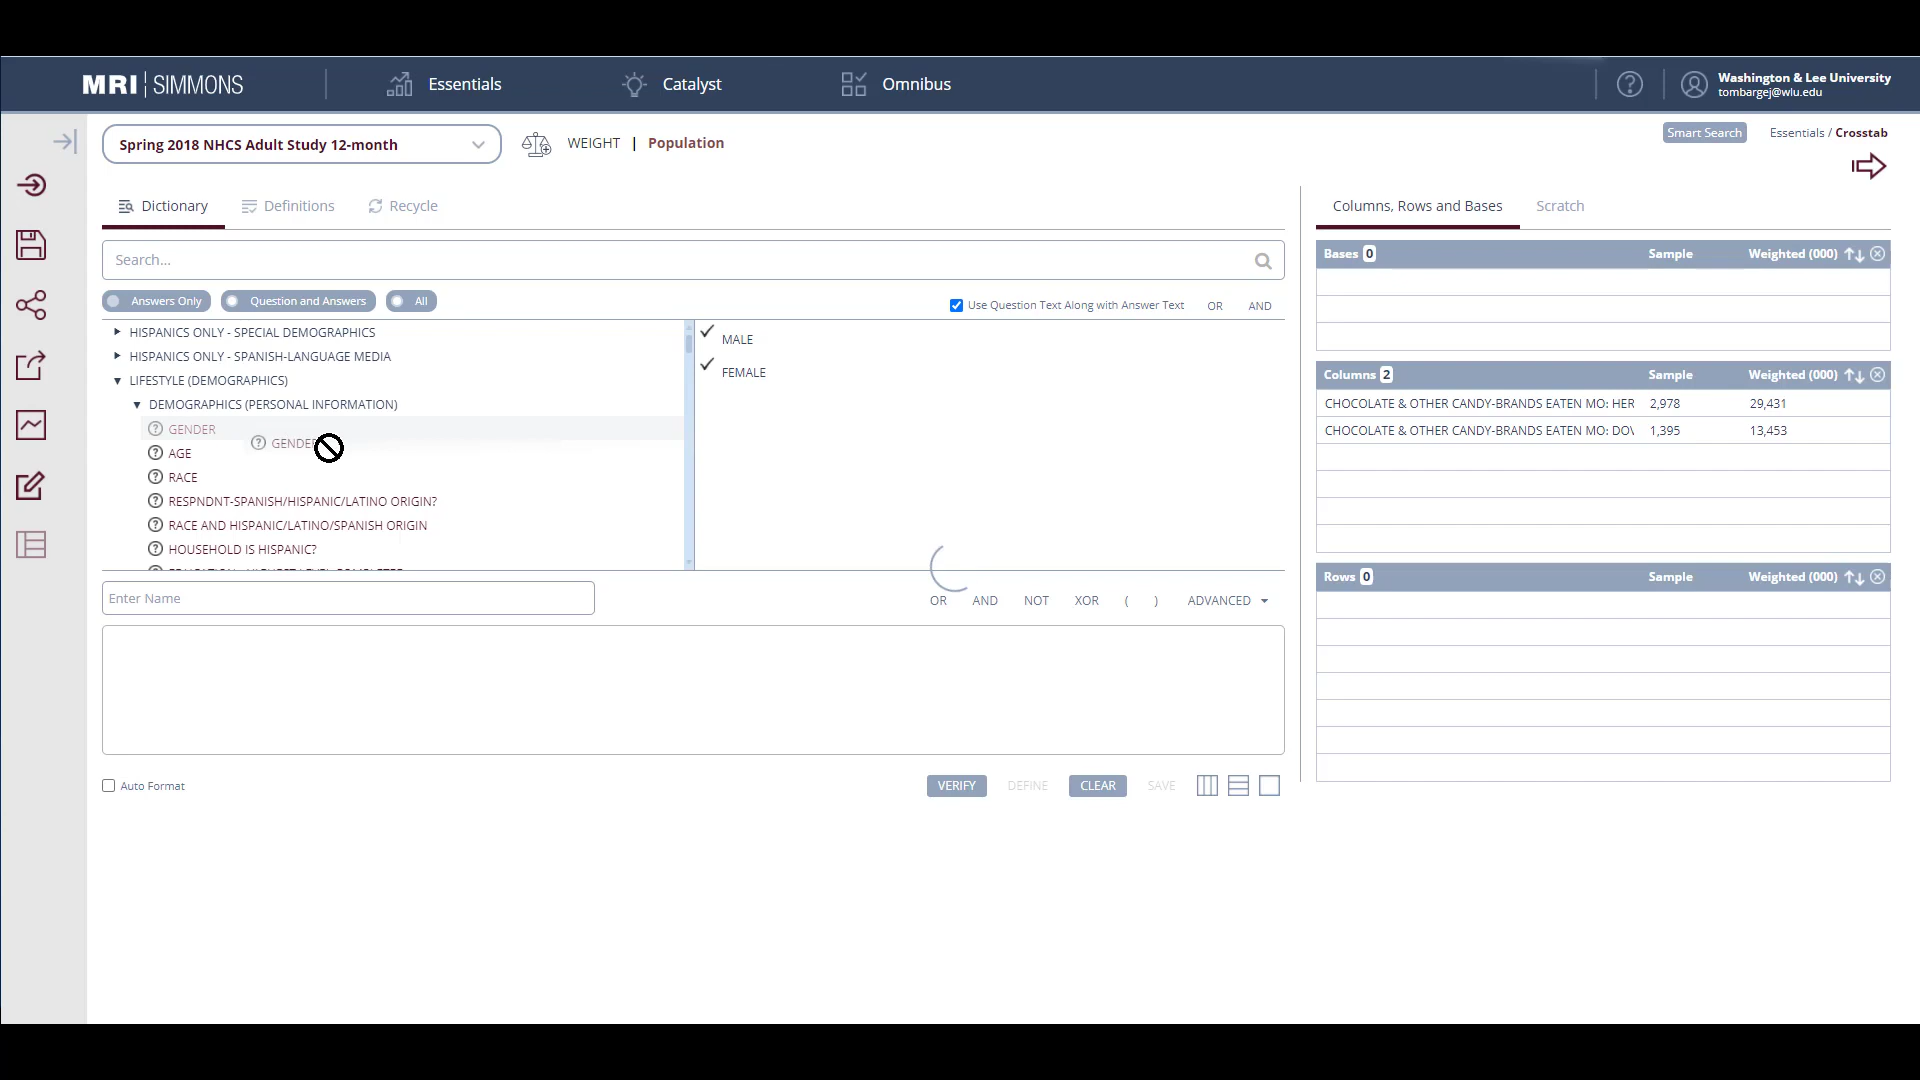 MRI SIMMONS
Essentials
Catalyst
Omnibus
Washington & Lee University
tombargej@wlu.edu
Spring 2018 NHCS Adult Study 12-month
WEIGHT | Population
Smart Search
Essentials / Crosstab
Dictionary
Definitions
Recycle
Columns, Rows and Bases
Scratch
Search...
Answers Only
Question and Answers
All
Use Question Text Along with Answer Text
OR
AND
HISPANICS ONLY - SPECIAL DEMOGRAPHICS
HISPANICS ONLY - SPANISH-LANGUAGE MEDIA
LIFESTYLE (DEMOGRAPHICS)
DEMOGRAPHICS (PERSONAL INFORMATION)
GENDER
GENDE
AGE
RACE
RESPNDNT-SPANISH/HISPANIC/LATINO ORIGIN?
RACE AND HISPANIC/LATINO/SPANISH ORIGIN
HOUSEHOLD IS HISPANIC?
MALE
FEMALE
Bases 0 Sample Weighted (000)
Columns 2 Sample Weighted (000)
CHOCOLATE & OTHER CANDY-BRANDS EATEN MO: HER 2,978 29,431
CHOCOLATE & OTHER CANDY-BRANDS EATEN MO: DOV 1,395 13,453
Rows 0 Sample Weighted (000)
Enter Name
OR AND NOT XOR ( ) ADVANCED
Auto Format
VERIFY DEFINE CLEAR SAVE